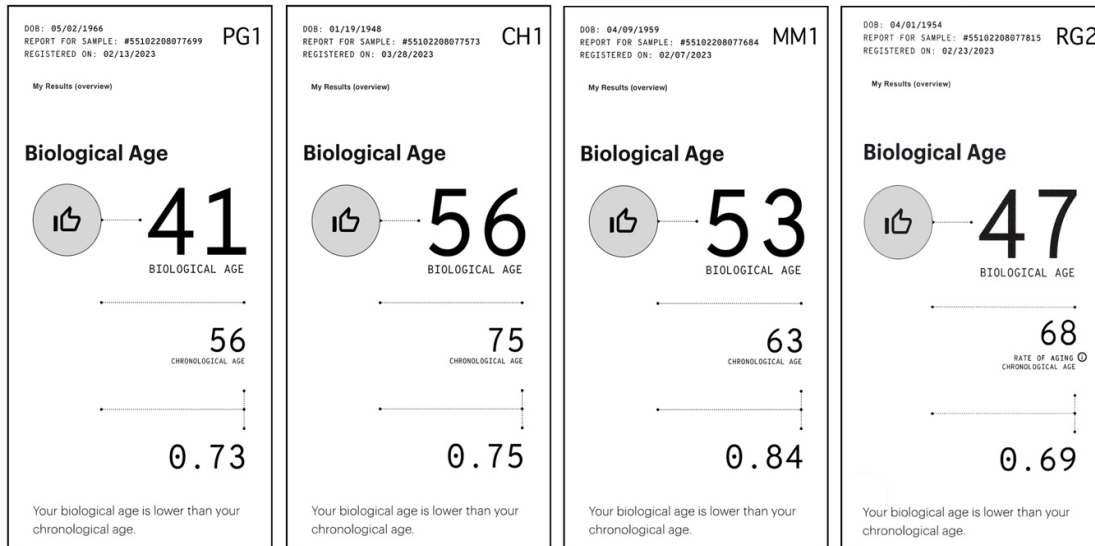 DOB: 05/02/1966
REPORT FOR SAMPLE: #55102208077699
REGISTERED ON: 02/13/2023
PG1
My Results (overview)
Biological Age
41
BIOLOGICAL AGE
56
CHRONOLOGICAL AGE
0.73
Your biological age is lower than your
chronological age.
DOB: 01/19/1948
REPORT FOR SAMPLE: #55102208077573
REGISTERED ON: 03/28/2023
CH1
My Results (overview)
Biological Age
56
BIOLOGICAL AGE
75
CHRONOLOGICAL AGE
0.75
Your biological age is lower than your
chronological age.
DOB: 04/09/1959
REPORT FOR SAMPLE: #55102208077684
REGISTERED ON: 02/07/2023
MM1
My Results (overview)
Biological Age
53
BIOLOGICAL AGE
63
CHRONOLOGICAL AGE
0.84
Your biological age is lower than your
chronological age.
DOB: 04/01/1954
REPORT FOR SAMPLE: #55102208077815
REGISTERED ON: 02/23/2023
RG2
My Results (overview)
Biological Age
47
BIOLOGICAL AGE
68
RATE OF AGING
CHRONOLOGICAL AGE
0.69
Your biological age is lower than your
chronological age.